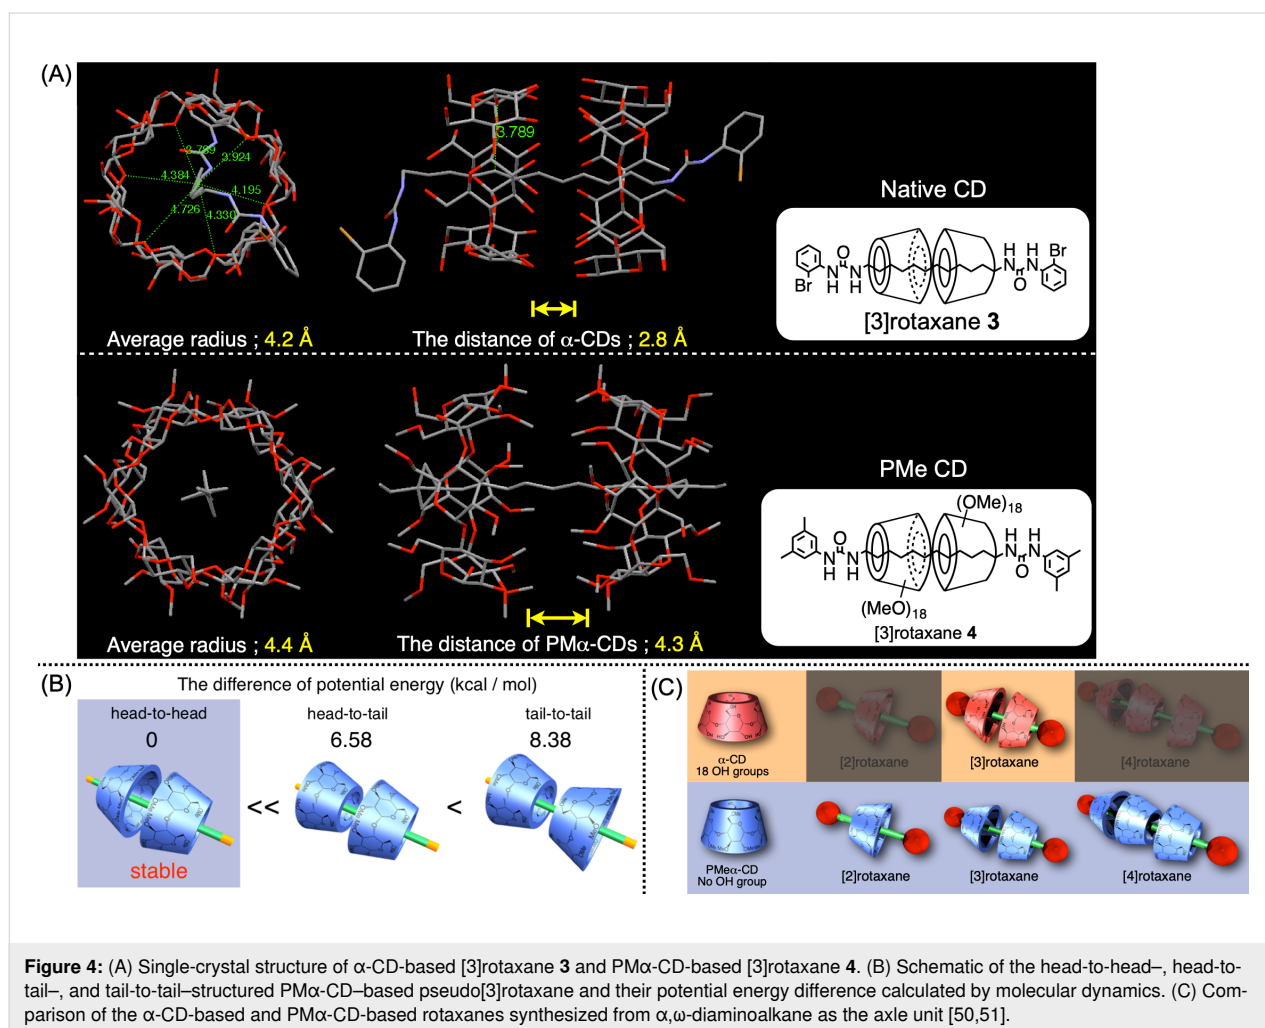 (A)
3.789
3.924
4.384
4.195
4.726
4.330
3.789
Native CD
Br
N H
O
N H
H N
O
H N
Br
[3]rotaxane 3
Average radius ; 4.2 Å
The distance of α-CDs ; 2.8 Å
PMe CD
(OMe)18
N H
O
N H
H N
O
H N
(MeO)18
[3]rotaxane 4
Average radius ; 4.4 Å
The distance of PMα-CDs ; 4.3 Å
(B)
The difference of potential energy (kcal / mol)
head-to-head
head-to-tail
tail-to-tail
0
6.58
8.38
<<
<
stable
(C)
α-CD
18 OH groups
[2]rotaxane
[3]rotaxane
[4]rotaxane
PMeα-CD
No OH group
[2]rotaxane
[3]rotaxane
[4]rotaxane
Figure 4: (A) Single-crystal structure of α-CD-based [3]rotaxane 3 and PMα-CD-based [3]rotaxane 4. (B) Schematic of the head-to-head–, head-to-
tail–, and tail-to-tail–structured PMα-CD–based pseudo[3]rotaxane and their potential energy difference calculated by molecular dynamics. (C) Com-
parison of the α-CD-based and PMα-CD-based rotaxanes synthesized from α,ω-diaminoalkane as the axle unit [50,51].